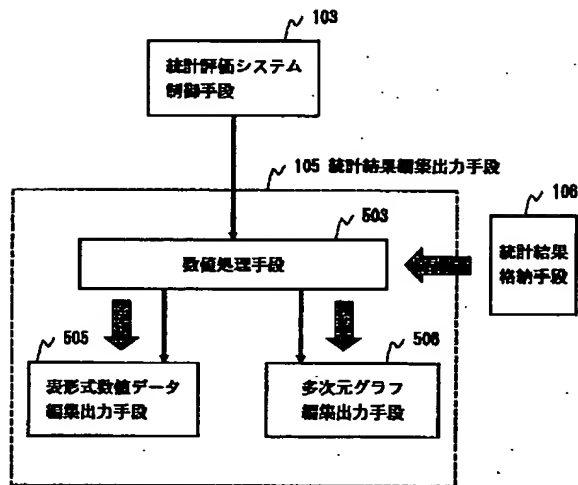 103
統計評価システム
制御手段
105 統計結果編集出力手段
106
503
統計結果
格納手段
数値処理手段
505
506
表形式数値データ
編集出力手段
多次元グラフ
編集出力手段